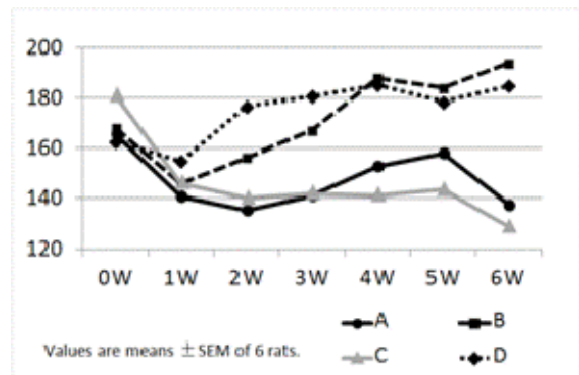 200
180
160
140
120
0W 1W 2W 3W 4W 5W 6W
A B
C D
Values are means ± SEM of 6 rats.